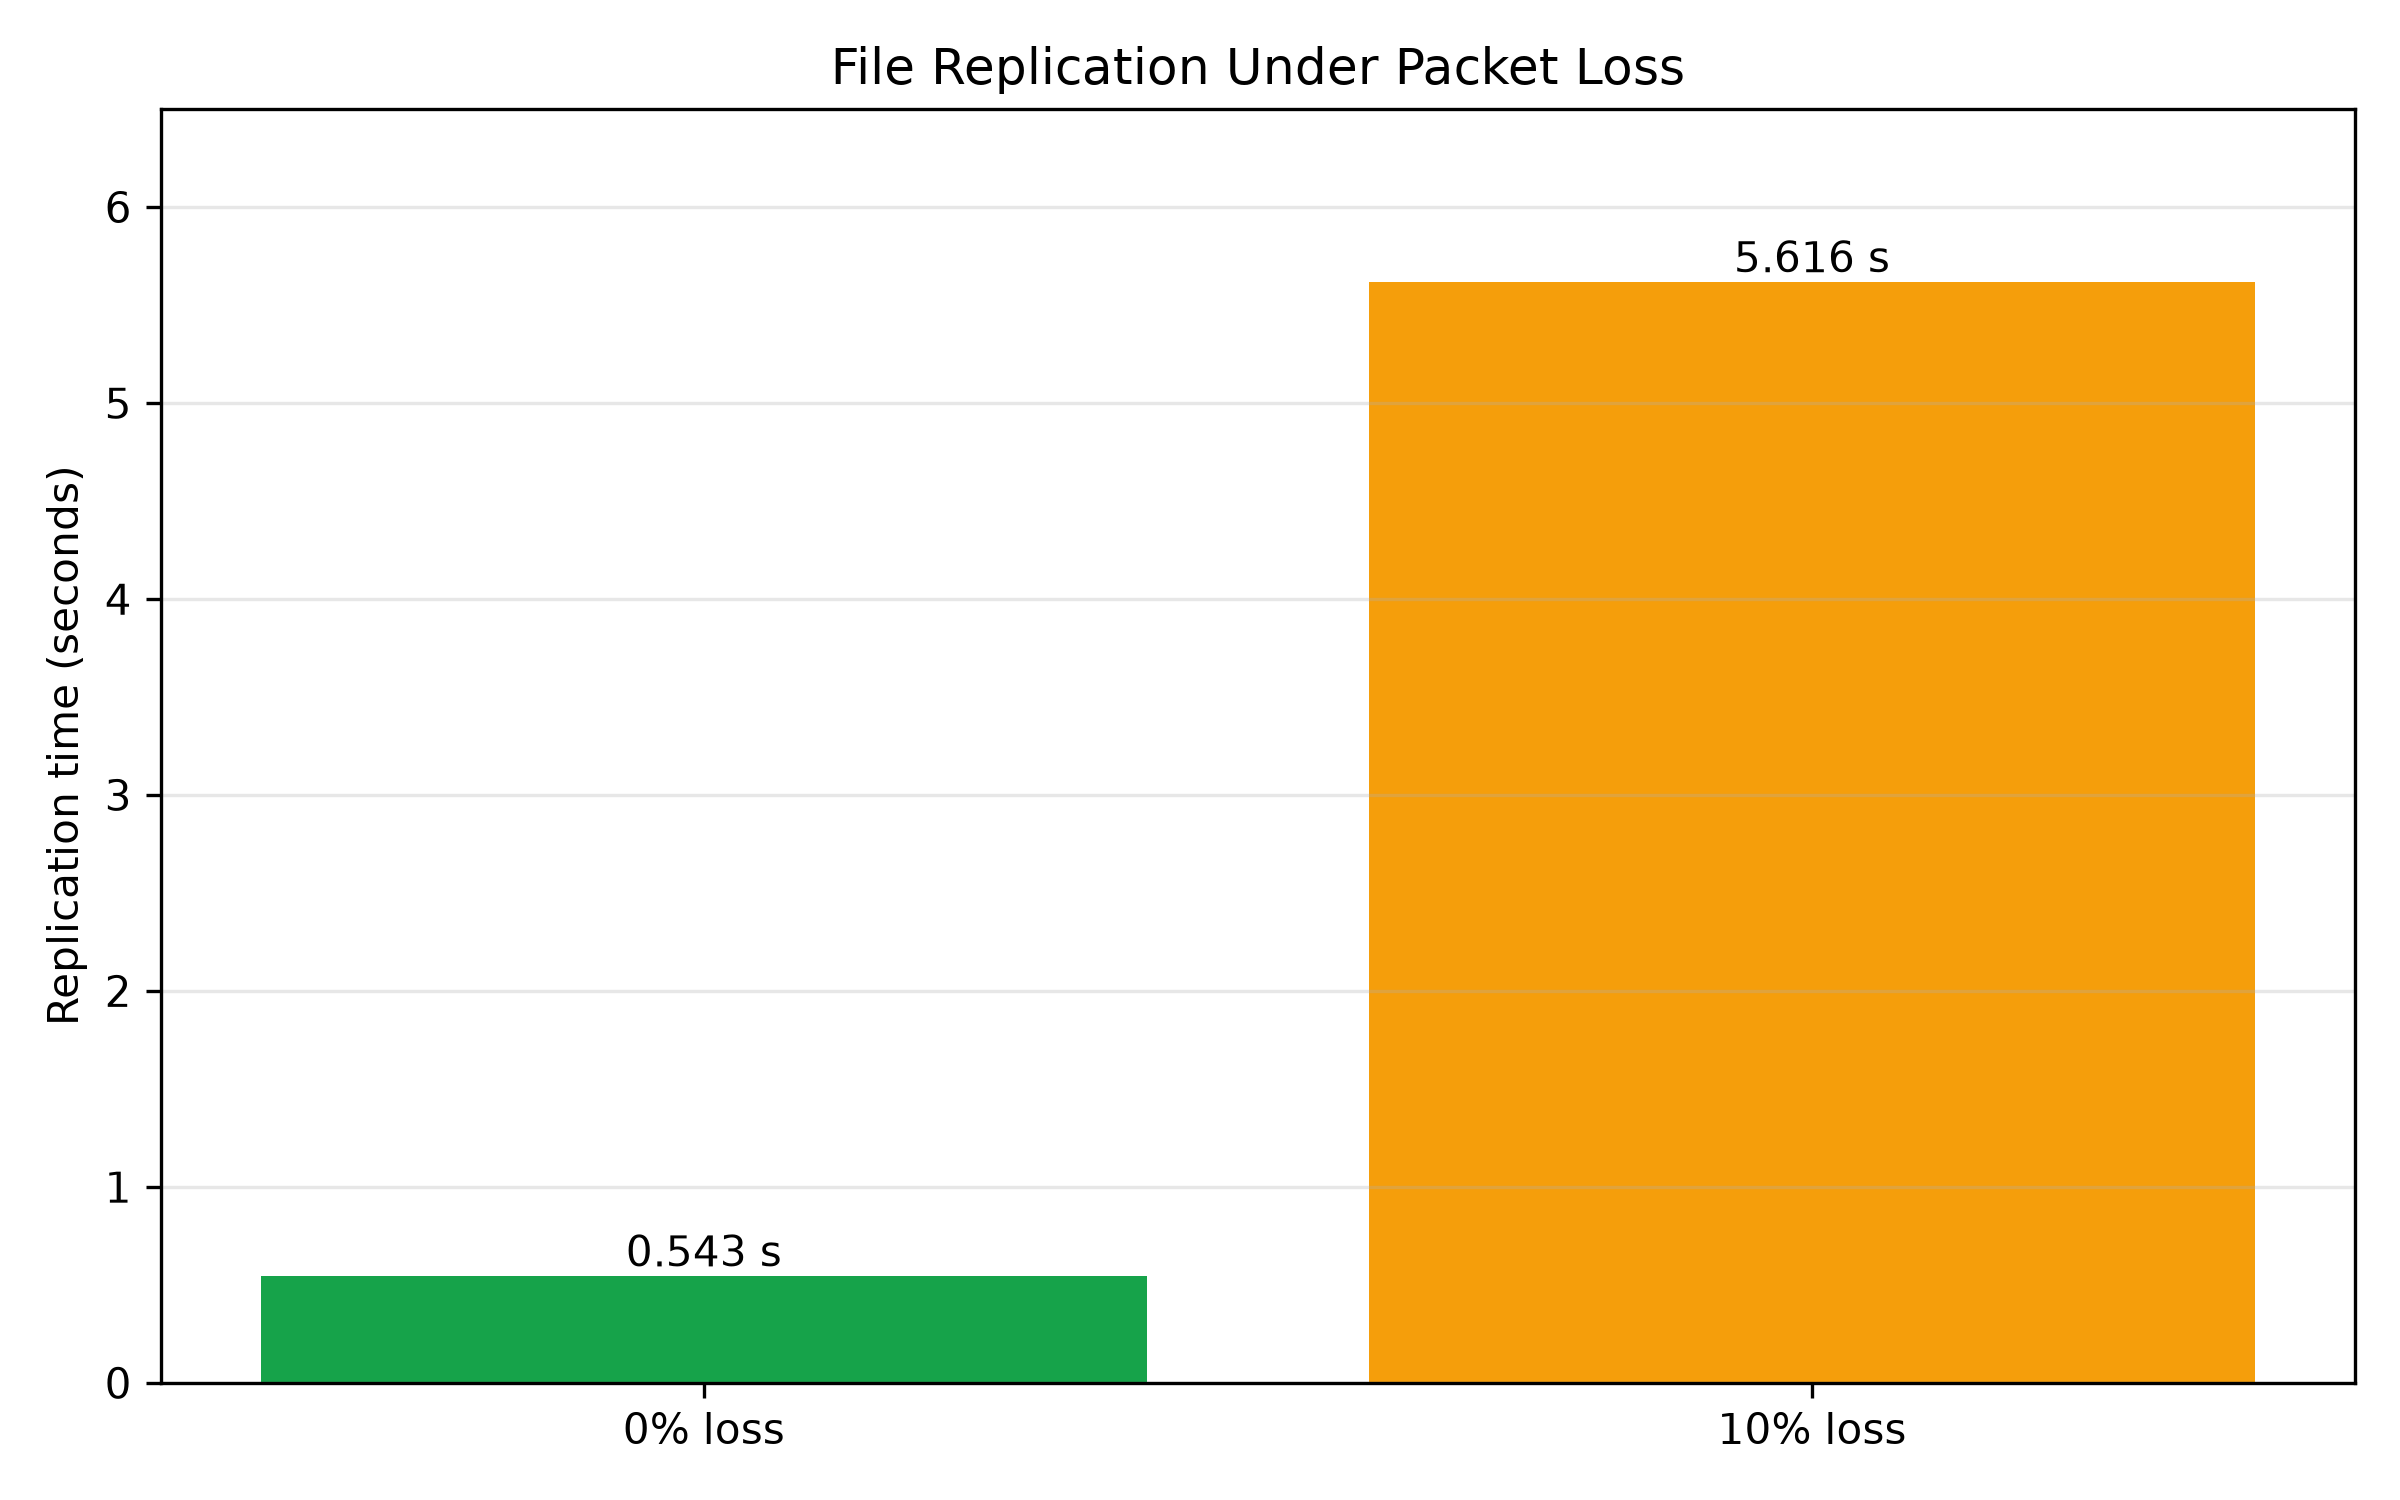 File Replication Under Packet Loss
Replication time (seconds)
6
5
4
3
2
1
0
5.616 s
0.543 s
0% loss
10% loss